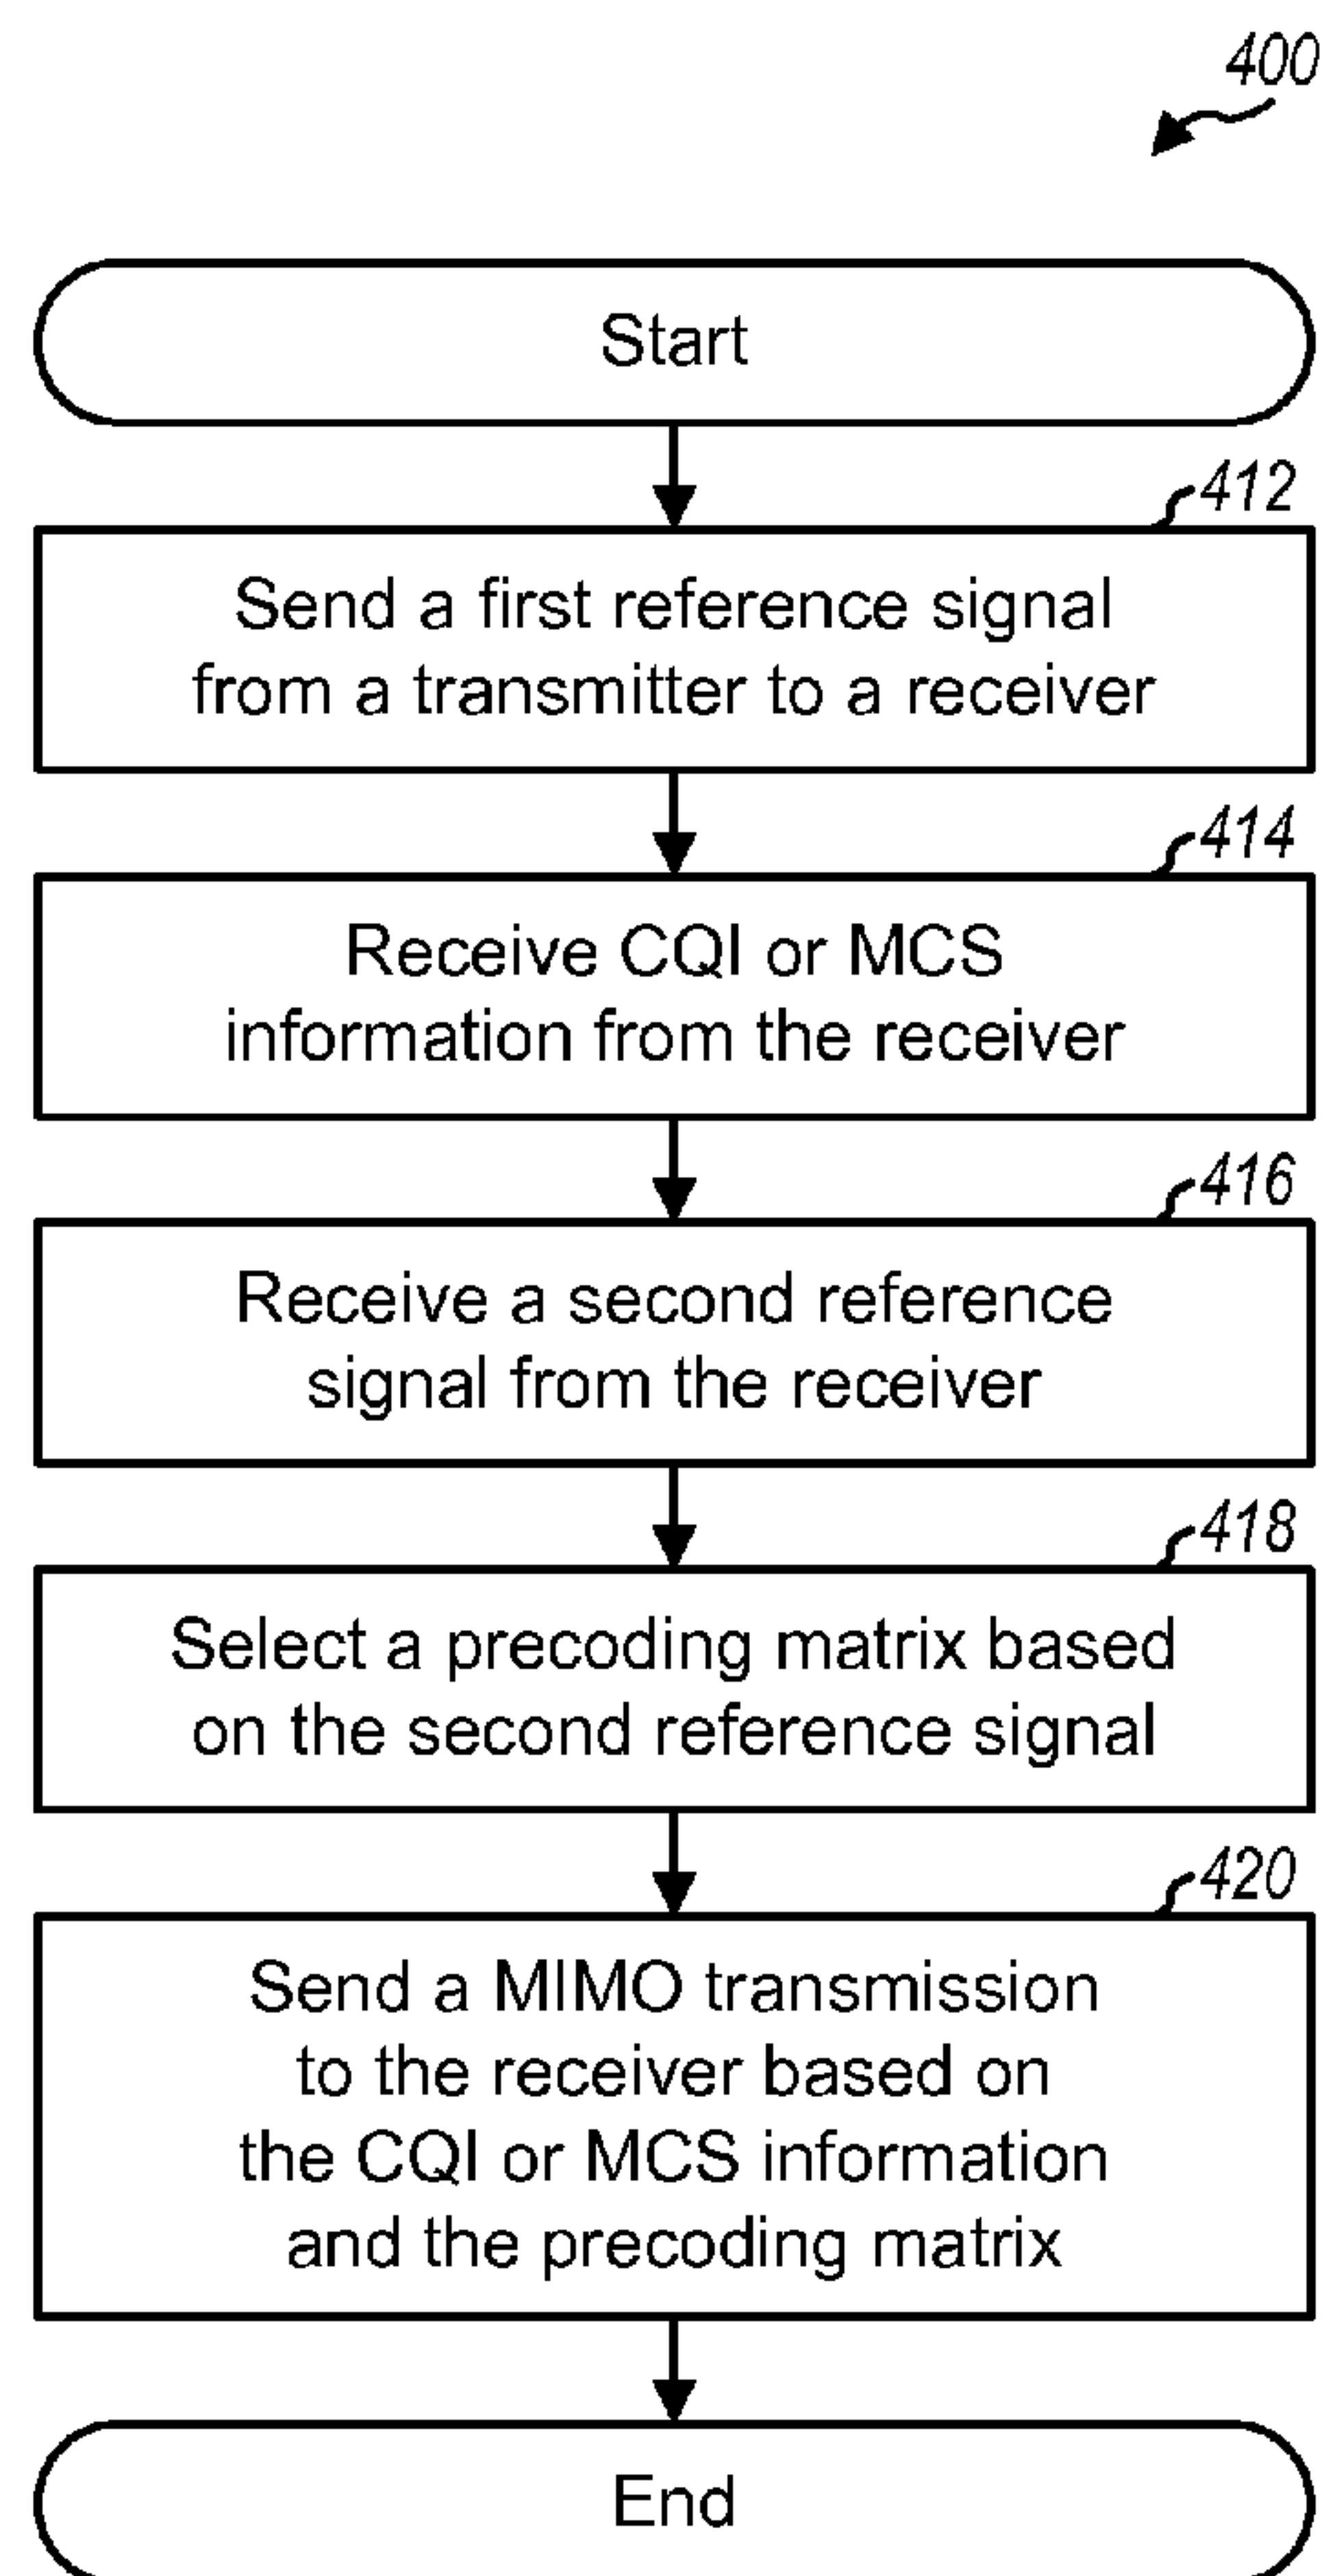 400
Start
412
Send a first reference signal
from a transmitter to a receiver
414
Receive CQI or MCS
information from the receiver
416
Receive a second reference
signal from the receiver
418
Select a precoding matrix based
on the second reference signal
420
Send a MIMO transmission
to the receiver based on
the CQI or MCS information
and the precoding matrix
End